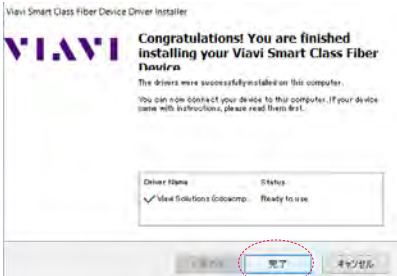 Viavi Smart Class Fiber Device Driver Installer
VIAVI
Congratulations! You are finished
installing your Viavi Smart Class Fiber
Device
The drivers were successfully installed on this computer.
You can now connect your device to this computer. If your device
came with instructions, please read them first.
Driver Name Status
Viavi Solutions Ready to use
完了 キャンセル